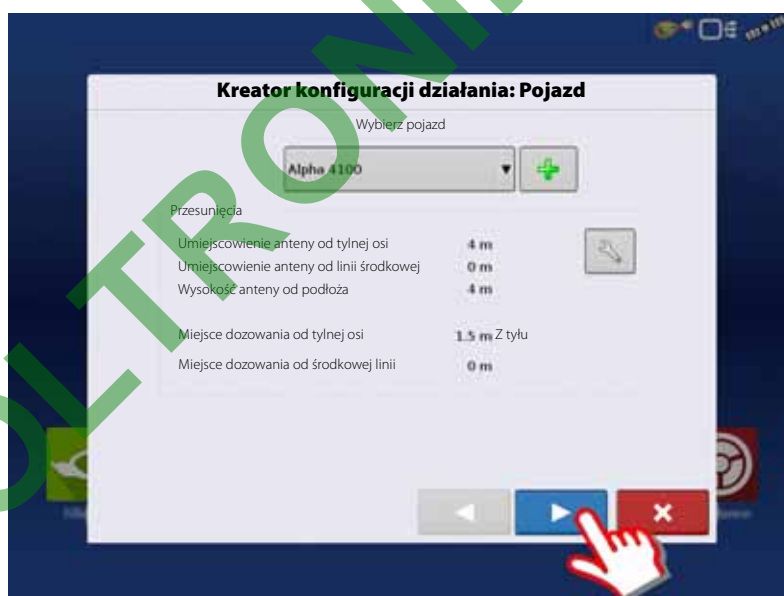 Kreator konfiguracji działania: Pojazd
Wybierz pojazd
Alpha 4100
Przesunięcia
Umiejscowienie anteny od tylnej osi 4 m
Umiejscowienie anteny od linii środkowej 0 m
Wysokość anteny od podłoża 4 m
Miejsce dozowania od tylnej osi 1.5 m Z tyłu
Miejsce dozowania od środkowej linii 0 m
OLTRONI